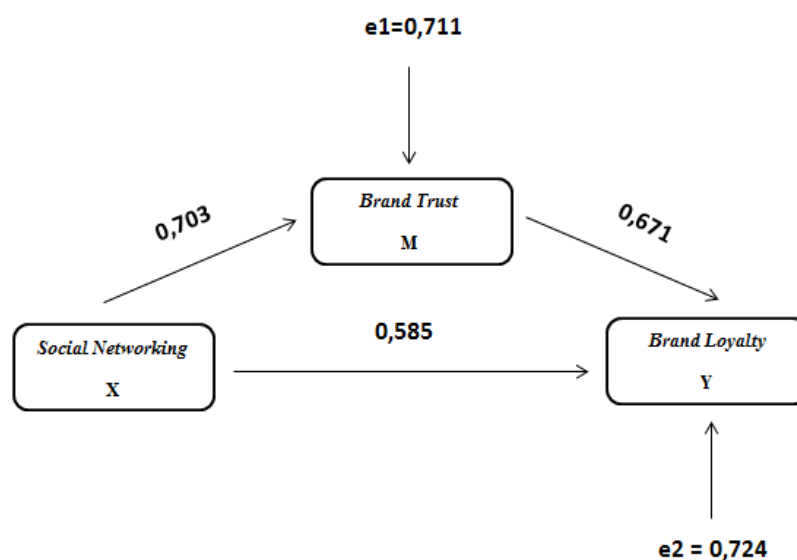 e1=0,711
Brand Trust
M
0,703
0,671
0,585
Social Networking
X
Brand Loyalty
Y
e2 = 0,724